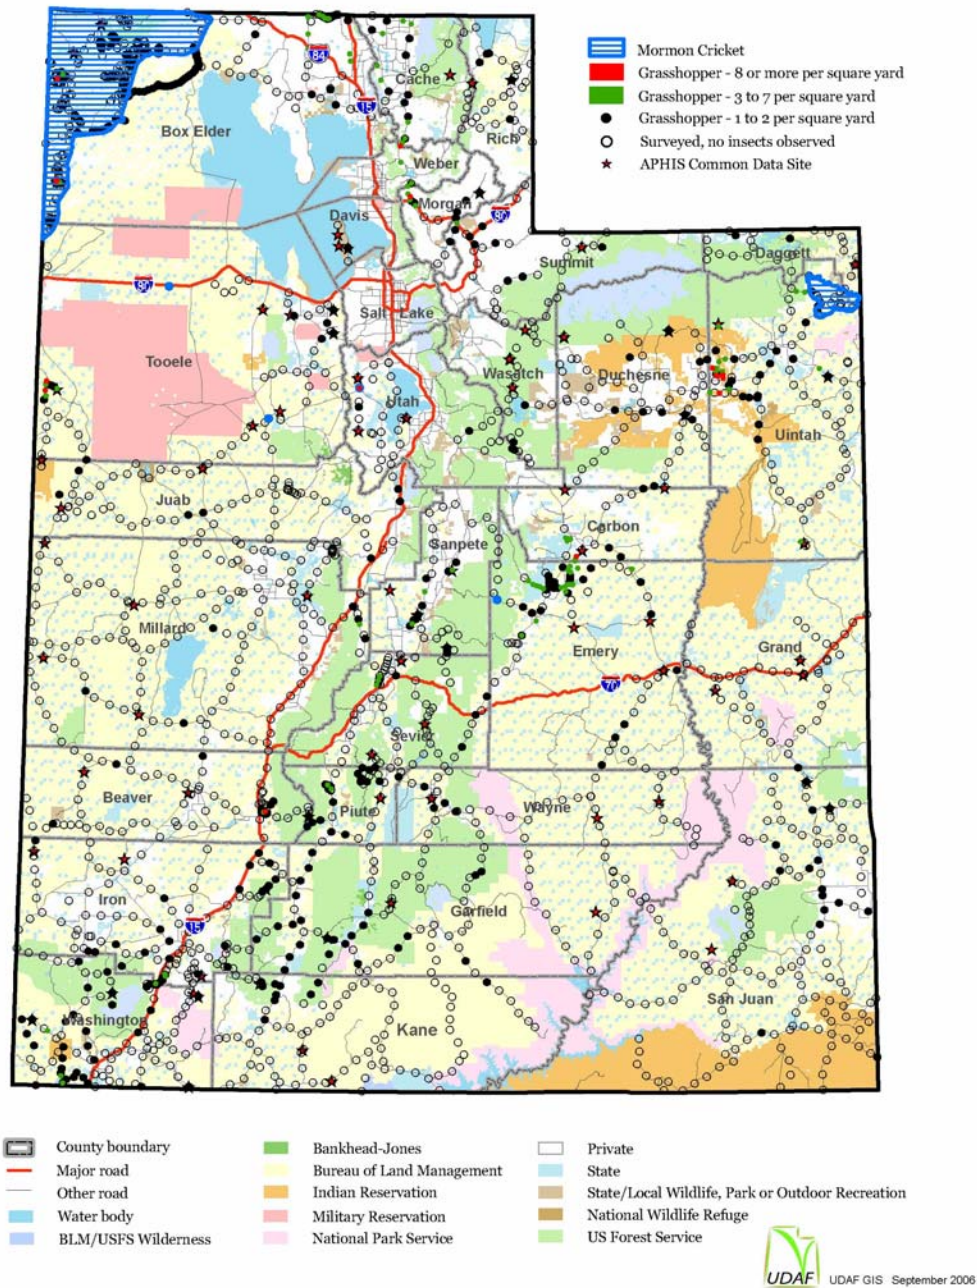 Mormon Cricket
Grasshopper - 8 or more per square yard
Grasshopper - 3 to 7 per square yard
Grasshopper - 1 to 2 per square yard
Surveyed, no insects observed
APHIS Common Data Site
84
Cache
15
Box Elder
Rich
Weber
Morgan
80
Davis
Summit
Daggett
80
Salt Lake
Tooele
Wasatch
Duchesne
Utah
Uintah
Juab
Carbon
Sanpete
Millard
Emery
Grand
70
Sevier
Beaver
Piute
Wayne
Iron
Garfield
15
San Juan
Washington
Kane
County boundary
Major road
Other road
Water body
BLM/USFS Wilderness
Bankhead-Jones
Bureau of Land Management
Indian Reservation
Military Reservation
National Park Service
Private
State
State/Local Wildlife, Park or Outdoor Recreation
National Wildlife Refuge
US Forest Service
UDAF
UDAF GIS September 2006